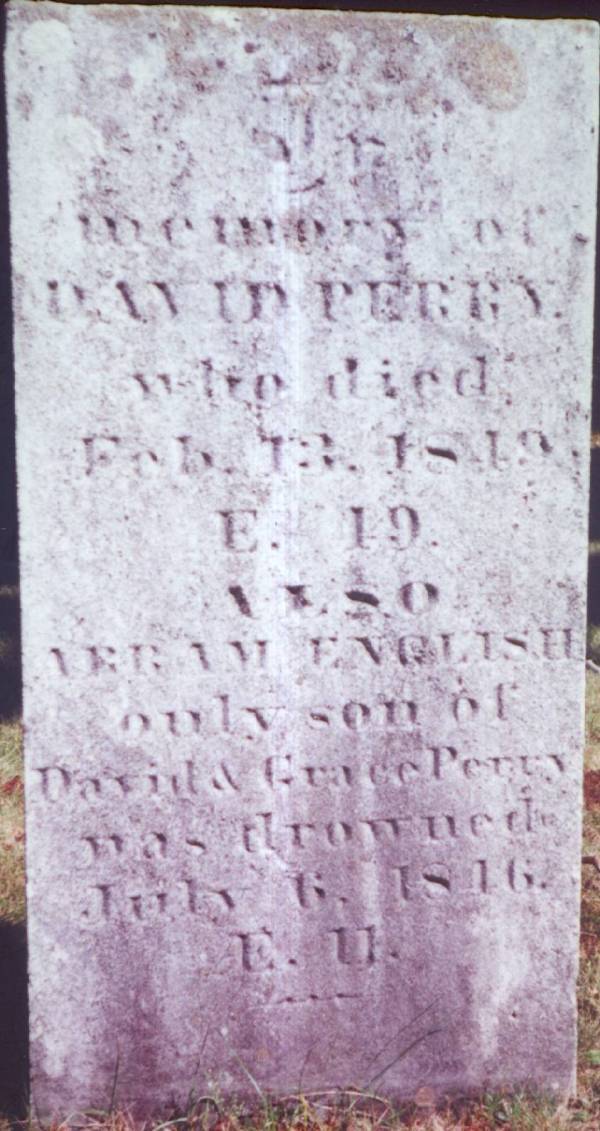 In
memory of
DAVID PERRY.
who died,
Feb. 13. 1849.
Æ. 49.
ALSO
ABRAM ENGLISH
only son of
David & Grace Perry
was drowned
July 6. 1846.
Æ. 11.